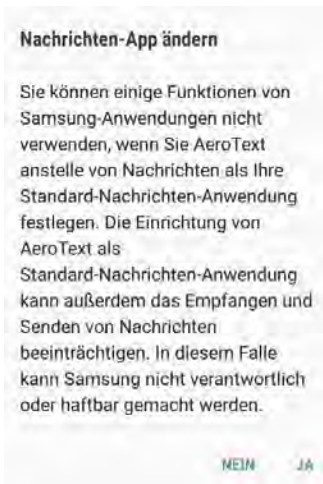 Nachrichten-App ändern
Sie können einige Funktionen von
Samsung-Anwendungen nicht
verwenden, wenn Sie AeroText
anstelle von Nachrichten als Ihre
Standard-Nachrichten-Anwendung
festlegen. Die Einrichtung von
AeroText als
Standard-Nachrichten-Anwendung
kann außerdem das Empfangen und
Senden von Nachrichten
beeinträchtigen. In diesem Falle
kann Samsung nicht verantwortlich
oder haftbar gemacht werden.
NEIN JA